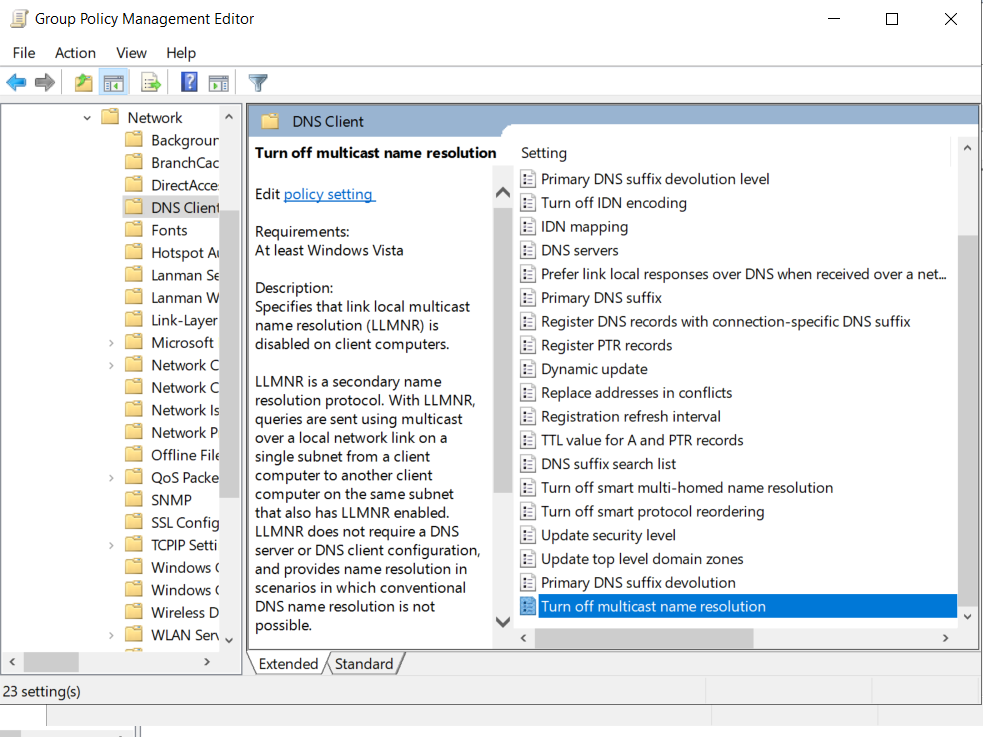 Group Policy Management Editor
File Action View Help
Network
Backgroun
BranchCac
DirectAcce
DNS Client
Fonts
Hotspot Au
Lanman Se
Lanman W
Link-Layer
Microsoft
Network C
Network C
Network Is
Network P
Offline File
QoS Packe
SNMP
SSL Config
TCPIP Setti
Windows C
Windows C
Wireless D
WLAN Serv
DNS Client
Turn off multicast name resolution
Edit policy setting
Requirements:
At least Windows Vista
Description:
Specifies that link local multicast
name resolution (LLMNR) is
disabled on client computers.
LLMNR is a secondary name
resolution protocol. With LLMNR,
queries are sent using multicast
over a local network link on a
single subnet from a client
computer to another client
computer on the same subnet
that also has LLMNR enabled.
LLMNR does not require a DNS
server or DNS client configuration,
and provides name resolution in
scenarios in which conventional
DNS name resolution is not
possible.
Setting
Primary DNS suffix devolution level
Turn off IDN encoding
IDN mapping
DNS servers
Prefer link local responses over DNS when received over a net...
Primary DNS suffix
Register DNS records with connection-specific DNS suffix
Register PTR records
Dynamic update
Replace addresses in conflicts
Registration refresh interval
TTL value for A and PTR records
DNS suffix search list
Turn off smart multi-homed name resolution
Turn off smart protocol reordering
Update security level
Update top level domain zones
Primary DNS suffix devolution
Turn off multicast name resolution
Extended Standard
23 setting(s)